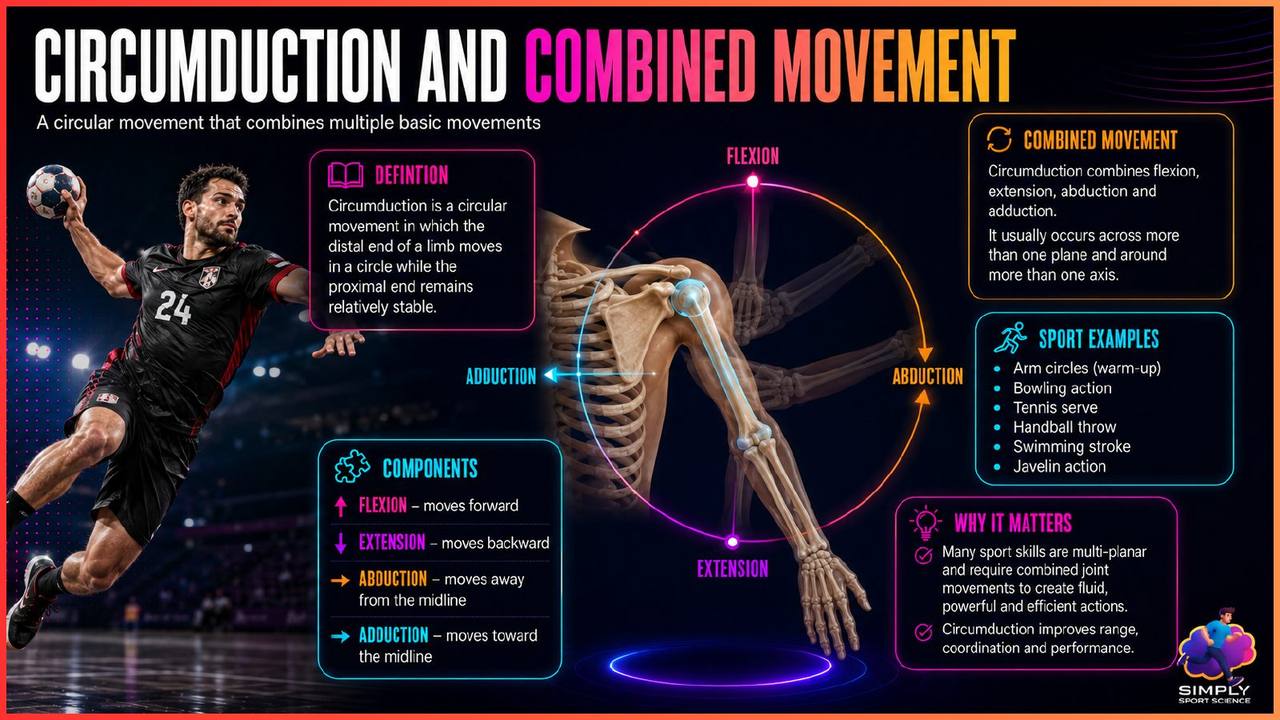 CIRCUMDUCTION AND COMBINED MOVEMENT
A circular movement that combines multiple basic movements
24
DEFINTION
Circumduction is a circular
movement in which the
distal end of a limb moves
in a circle while the
proximal end remains
relatively stable.
COMPONENTS
FLEXION – moves forward
EXTENSION – moves backward
ABDUCTION – moves away
from the midline
ADDUCTION – moves toward
the midline
FLEXION
ADDUCTION
ABDUCTION
EXTENSION
COMBINED MOVEMENT
Circumduction combines flexion,
extension, abduction and
adduction.
It usually occurs across more
than one plane and around
more than one axis.
SPORT EXAMPLES
• Arm circles (warm-up)
• Bowling action
• Tennis serve
• Handball throw
• Swimming stroke
• Javelin action
WHY IT MATTERS
Many sport skills are multi-planar
and require combined joint
movements to create fluid,
powerful and efficient actions.
Circumduction improves range,
coordination and performance.
SIMPLY
SPORT SCIENCE